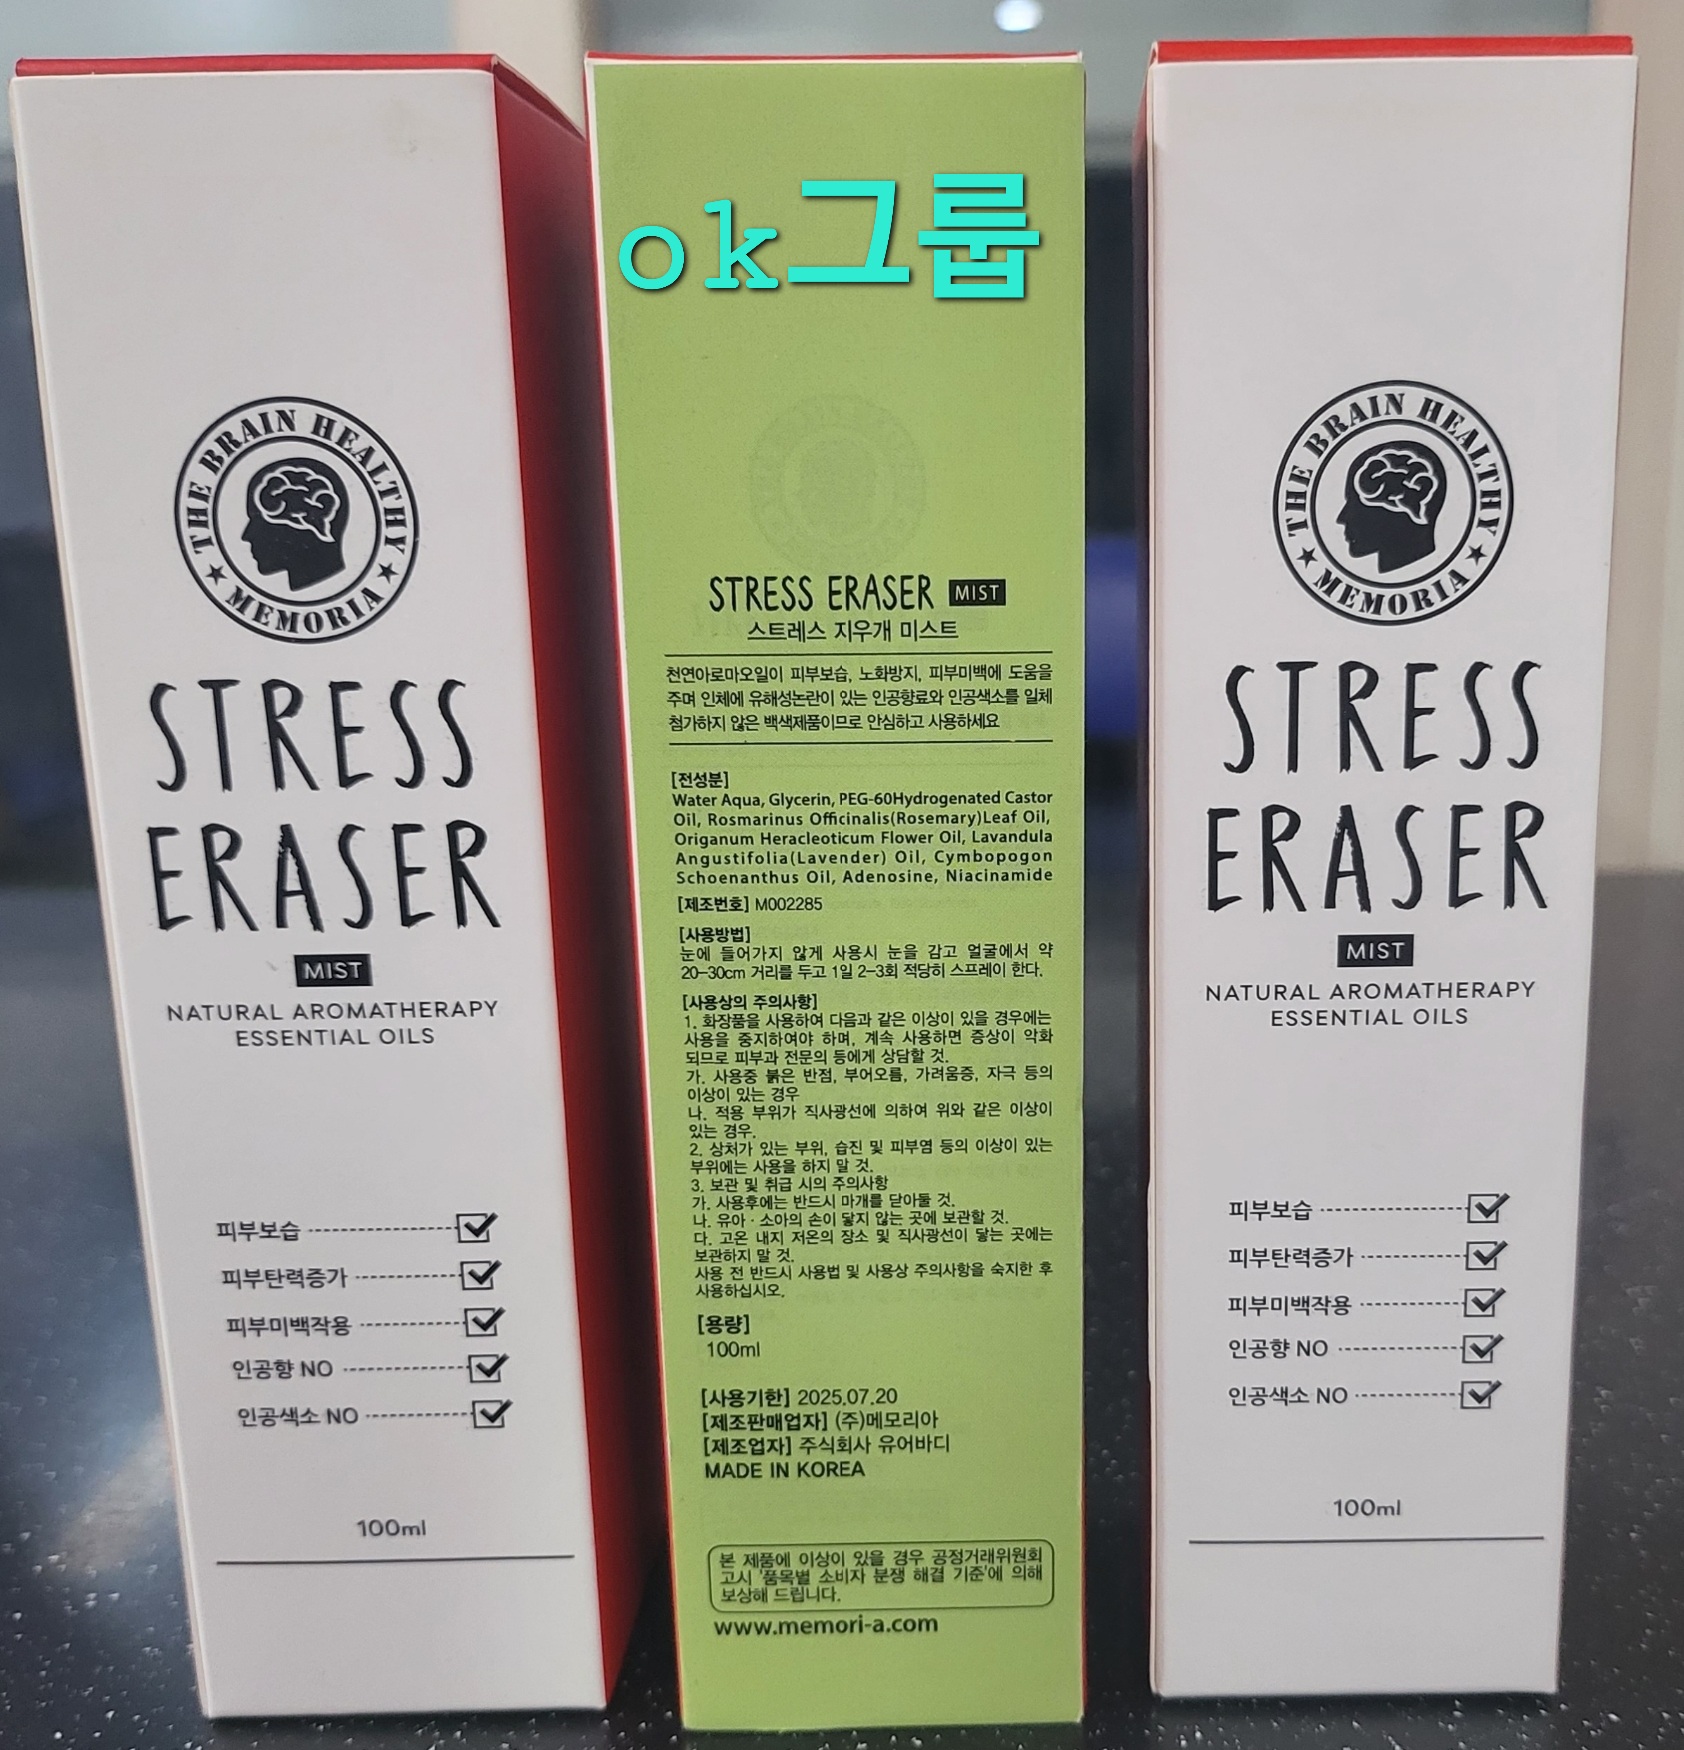 THE BRAIN HEALTHY
MEMORIA
STRESS
ERASER
MIST
NATURAL AROMATHERAPY
ESSENTIAL OILS
피부보습
피부탄력증가
피부미백작용
인공향 NO
인공색소 NO
100ml
ok그룹
STRESS ERASER MIST
스트레스 지우개 미스트
천연아로마오일이 피부보습, 노화방지, 피부미백에 도움을
주며 인체에 유해성논란이 있는 인공향료와 인공색소를 일체
첨가하지 않은 백색제품이므로 안심하고 사용하세요
[전성분]
Water Aqua, Glycerin, PEG-60Hydrogenated Castor
Oil, Rosmarinus Officinalis(Rosemary)Leaf Oil,
Origanum Heracleoticum Flower Oil, Lavandula
Angustifolia(Lavender) Oil, Cymbopogon
Schoenanthus Oil, Adenosine, Niacinamide
[제조번호] M002285
[사용방법]
눈에 들어가지 않게 사용시 눈을 감고 얼굴에서 약
20-30cm 거리를 두고 1일 2-3회 적당히 스프레이 한다.
[사용상의 주의사항]
1. 화장품을 사용하여 다음과 같은 이상이 있을 경우에는
사용을 중지하여야 하며, 계속 사용하면 증상이 악화
되므로 피부과 전문의 등에게 상담할 것.
가. 사용중 붉은 반점, 부어오름, 가려움증, 자극 등의
이상이 있는 경우
나. 적용 부위가 직사광선에 의하여 위와 같은 이상이
있는 경우.
2. 상처가 있는 부위, 습진 및 피부염 등의 이상이 있는
부위에는 사용을 하지 말 것.
3. 보관 및 취급 시의 주의사항
가. 사용후에는 반드시 마개를 닫아둘 것.
나. 유아 · 소아의 손이 닿지 않는 곳에 보관할 것.
다. 고온 내지 저온의 장소 및 직사광선이 닿는 곳에는
보관하지 말 것.
사용 전 반드시 사용법 및 사용상 주의사항을 숙지한 후
사용하십시오.
[용량]
100ml
[사용기한] 2025.07.20
[제조판매업자] (주)메모리아
[제조업자] 주식회사 유어바디
MADE IN KOREA
본 제품에 이상이 있을 경우 공정거래위원회
고시 '품목별 소비자 분쟁 해결 기준'에 의해
보상해 드립니다.
www.memori-a.com
THE BRAIN HEALTHY
MEMORIA
STRESS
ERASER
MIST
NATURAL AROMATHERAPY
ESSENTIAL OILS
피부보습
피부탄력증가
피부미백작용
인공향 NO
인공색소 NO
100ml